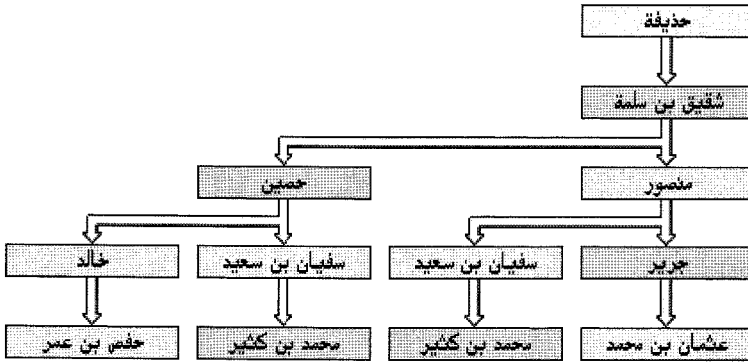 حذيفة
شقيق بن سلمة
منصور
حصين
جرير
سفيان بن سعيد
سفيان بن سعيد
خالد
عثمان بن محمد
محمد بن كثير
محمد بن كثير
حفص بن عمر